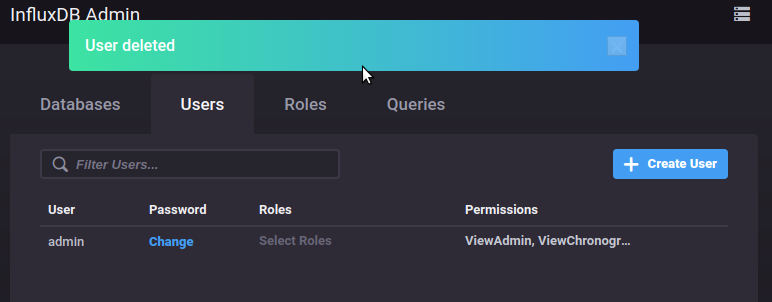 InfluxDB Admin
User deleted
Databases Users Roles Queries
Filter Users...
Create User
User Password Roles Permissions
admin Change Select Roles ViewAdmin, ViewChronogr...